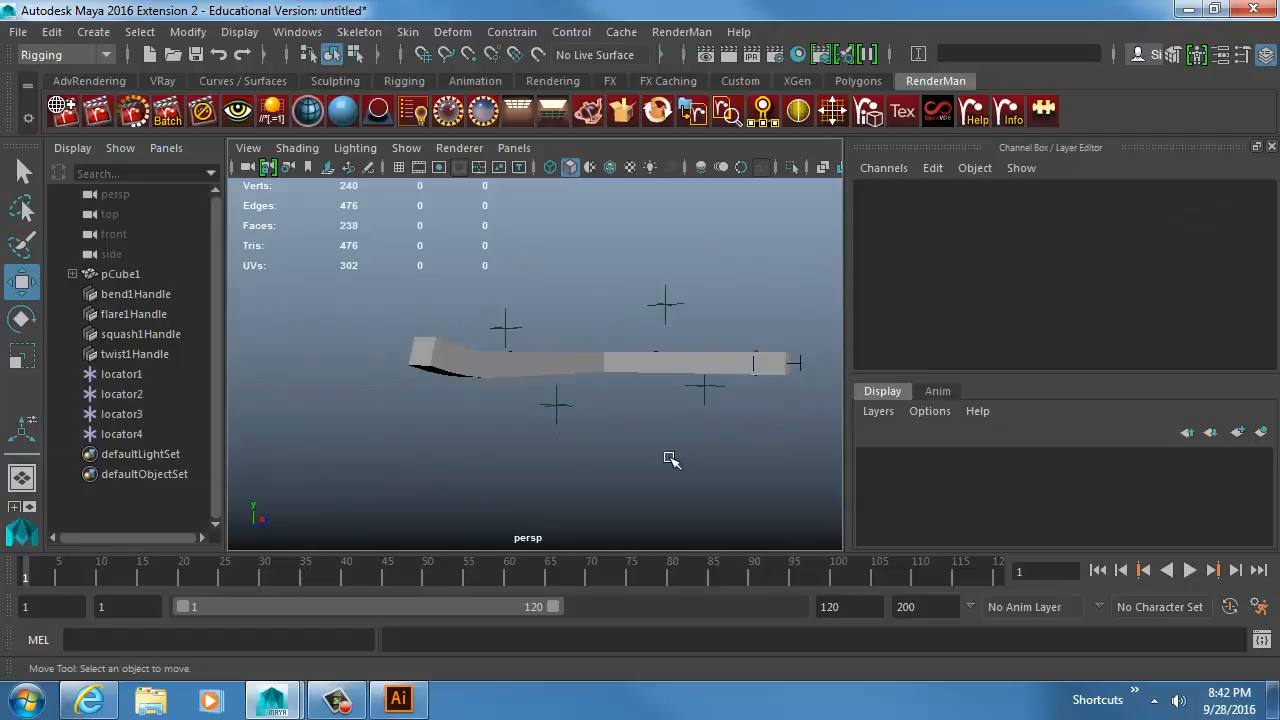 Autodesk Maya 2016 Extension 2 - Educational Version: untitled*
File Edit Create Select Modify Display Windows Skeleton Skin Deform Constrain Control Cache RenderMan Help
Rigging No Live Surface Si
AdvRendering VRay Curves / Surfaces Sculpting Rigging Animation Rendering FX FX Caching Custom XGen Polygons RenderMan
Batch //*[.=1] Tex OpenVDB Help Info
Channel Box / Layer Editor
Display Show Panels View Shading Lighting Show Renderer Panels Channels Edit Object Show
Search...
persp
top
front
side
pCube1
bend1Handle
flare1Handle
squash1Handle
twist1Handle
locator1
locator2
locator3
locator4
defaultLightSet
defaultObjectSet
Verts: 240 0 0
Edges: 476 0 0
Faces: 238 0 0
Tris: 476 0 0
UVs: 302 0 0
y
persp
Display Anim
Layers Options Help
1 5 10 15 20 25 30 35 40 45 50 55 60 65 70 75 80 85 90 95 100 105 110 115 12 1
1 1 1 120 120 200 No Anim Layer No Character Set
MEL
Move Tool: Select an object to move.
MAYA Ai Shortcuts 8:42 PM
9/28/2016